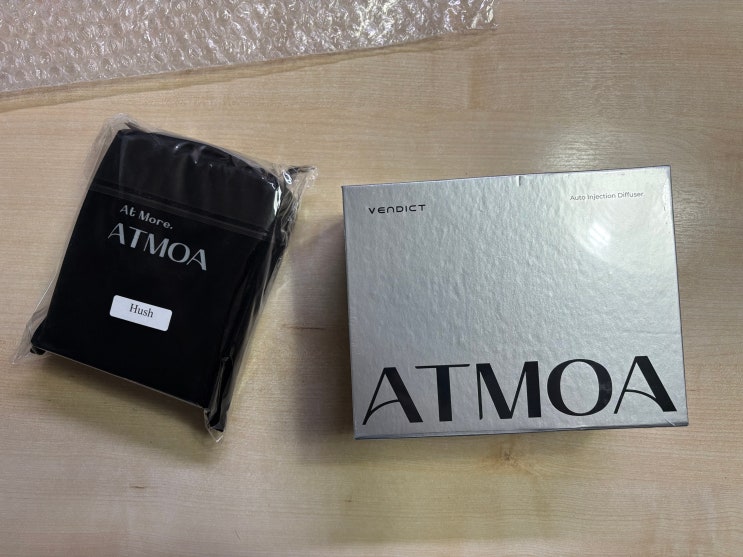 At More.
ATMOA
Hush
VENDICT
Auto Injection Diffuser
ATMOA